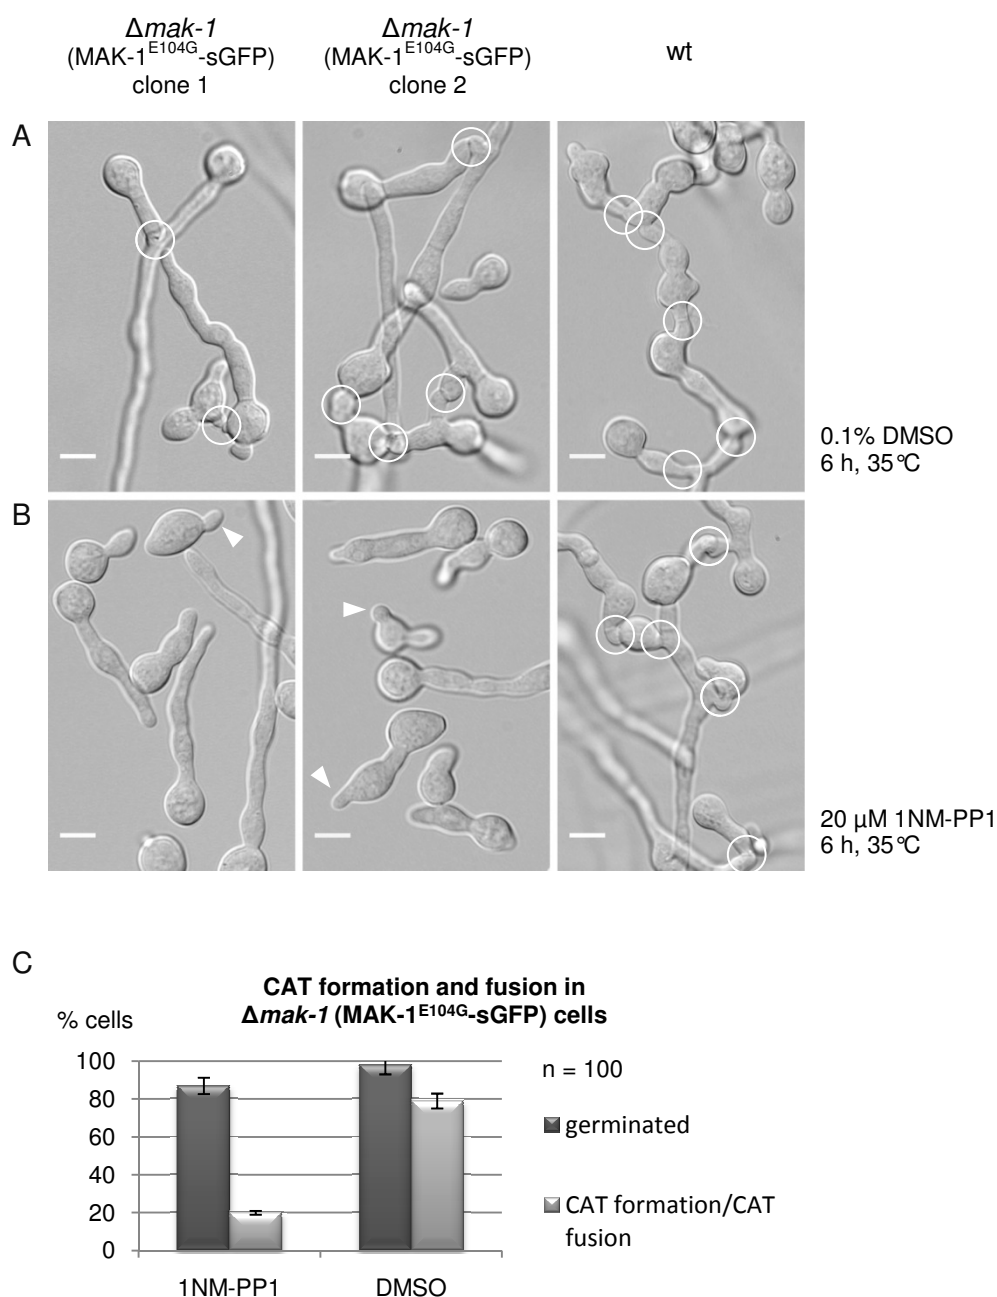 Δmak-1
(MAK-1E104G-sGFP)
clone 1
Δmak-1
(MAK-1E104G-sGFP)
clone 2
wt
A
0.1% DMSO
6 h, 35°C
B
20 µM 1NM-PP1
6 h, 35°C
C
CAT formation and fusion in
Δmak-1 (MAK-1E104G-sGFP) cells
% cells
100
80
60
40
20
0
1NM-PP1
DMSO
n = 100
germinated
CAT formation/CAT
fusion